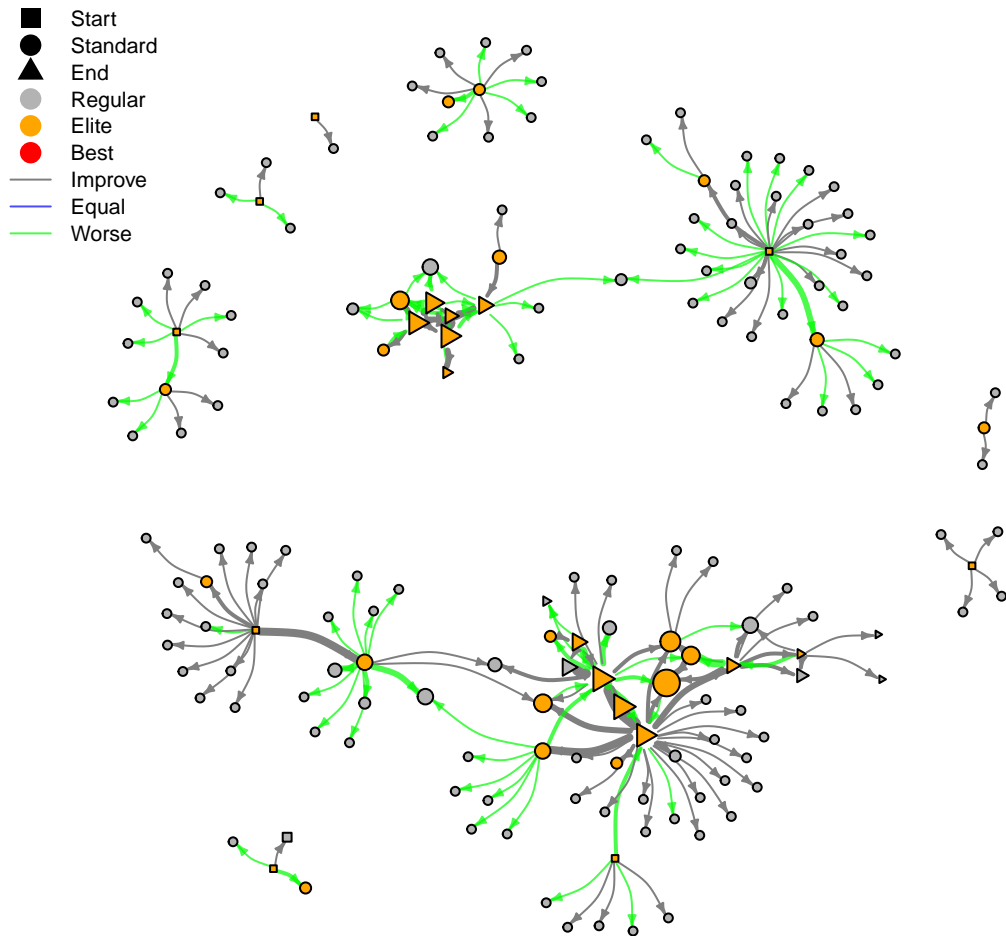 Start
Standard
End
Regular
Elite
Best
Improve
Equal
Worse